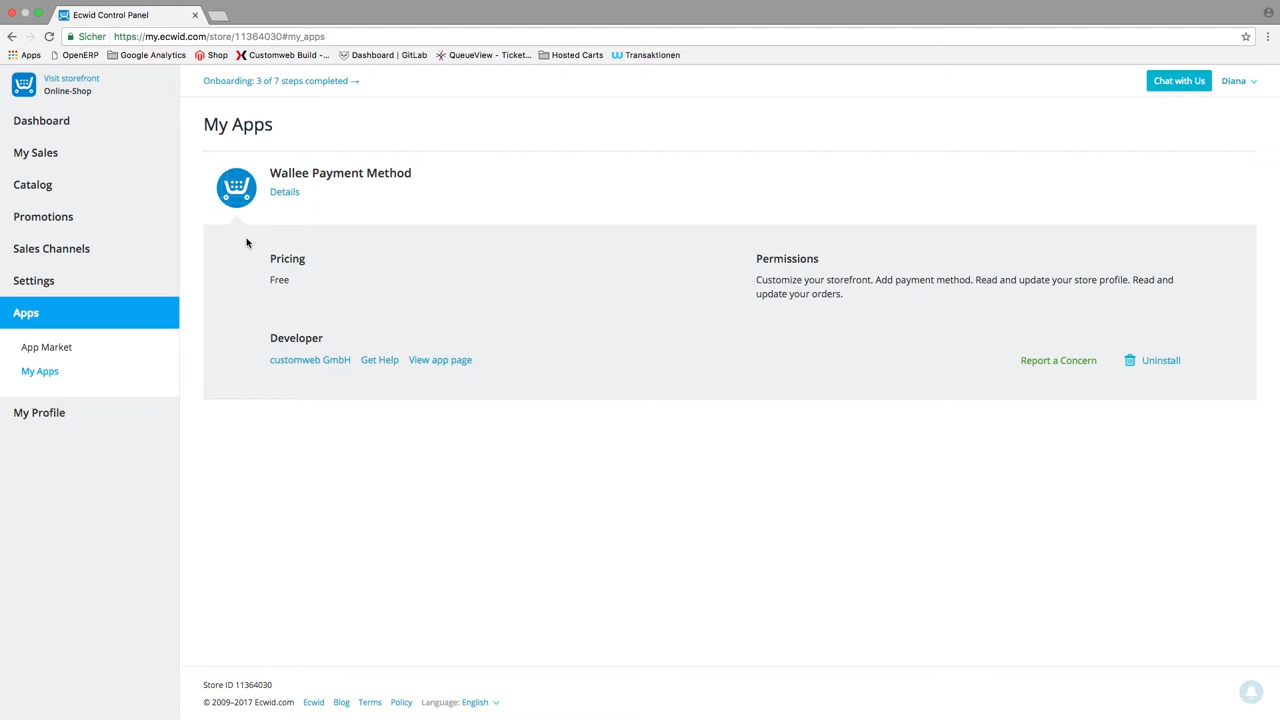 Ecwid Control Panel
Sicher https://my.ecwid.com/store/11364030#my_apps
Apps OpenERP Google Analytics Shop Customweb Build -... Dashboard | GitLab QueueView - Ticket... Hosted Carts Transaktionen
Visit storefront
Online-Shop
Onboarding: 3 of 7 steps completed →
Chat with Us
Diana
Dashboard
My Sales
Catalog
Promotions
Sales Channels
Settings
Apps
App Market
My Apps
My Profile
My Apps
Wallee Payment Method
Details
Pricing
Free
Permissions
Customize your storefront. Add payment method. Read and update your store profile. Read and
update your orders.
Developer
customweb GmbH Get Help View app page
Report a Concern Uninstall
Store ID 11364030
© 2009–2017 Ecwid.com Ecwid Blog Terms Policy Language: English